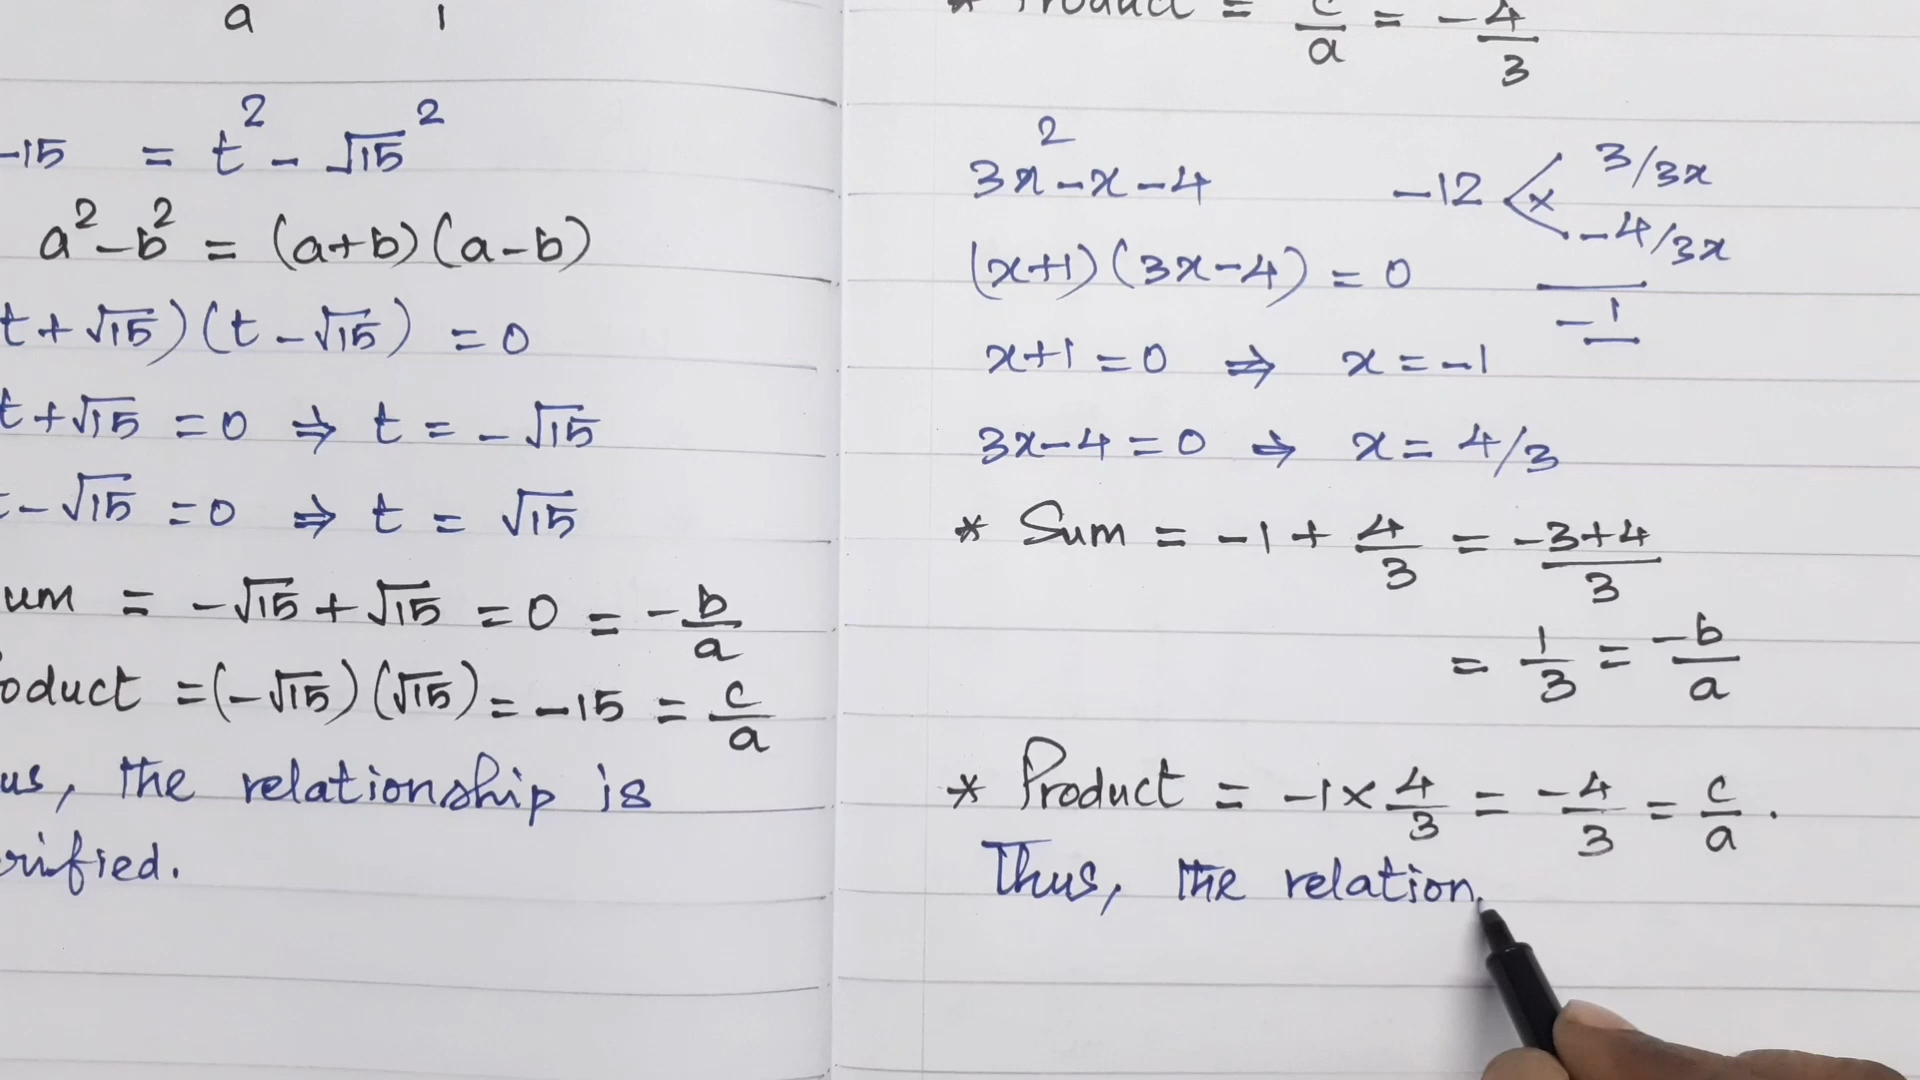 a 1
-15 = t² - √15²
a² - b² = (a+b)(a-b)
t + √15)(t - √15) = 0
t + √15 = 0 ⇒ t = -√15
- √15 = 0 ⇒ t = √15
um = -√15 + √15 = 0 = -b/a
oduct = (-√15)(√15) = -15 = c/a
us, the relationship is
rified.
* Product = c/a = -4/3
3x² - x - 4
-12 × 3/3x
-4/3x
-1
(x+1)(3x-4) = 0
x+1 = 0 ⇒ x = -1
3x-4 = 0 ⇒ x = 4/3
* Sum = -1 + 4/3 = -3+4/3
= 1/3 = -b/a
* Product = -1 × 4/3 = -4/3 = c/a.
Thus, the relation